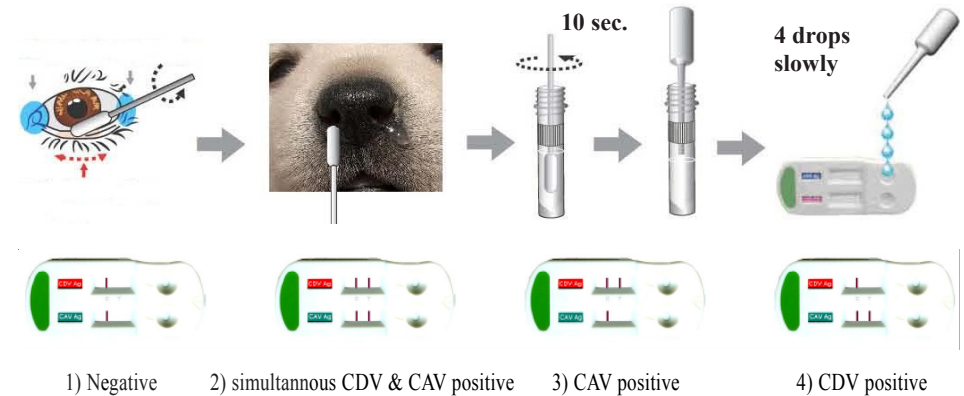 10 sec.
4 drops
slowly
CDV Ag
CAV Ag
CDV Ag
CAV Ag
CDV Ag
CAV Ag
CDV Ag
CAV Ag
1) Negative
2) simultannous CDV & CAV positive
3) CAV positive
4) CDV positive